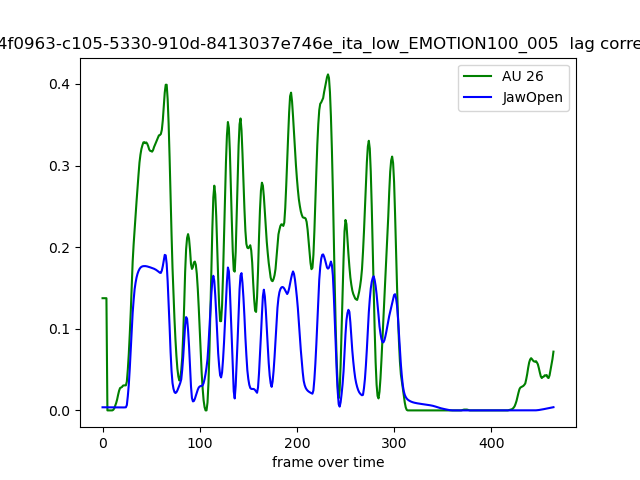 4f0963-c105-5330-910d-8413037e746e_ita_low_EMOTION100_005 lag corre
AU 26
JawOpen
0.4
0.3
0.2
0.1
0.0
0 100 200 300 400
frame over time